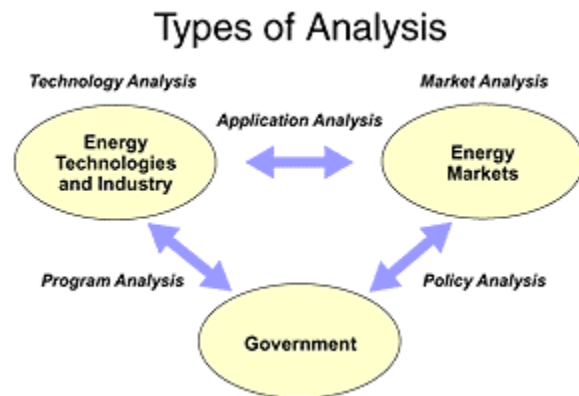 Types of Analysis
Technology Analysis
Market Analysis
Application Analysis
Energy
Technologies
and Industry
Energy
Markets
Program Analysis
Policy Analysis
Government